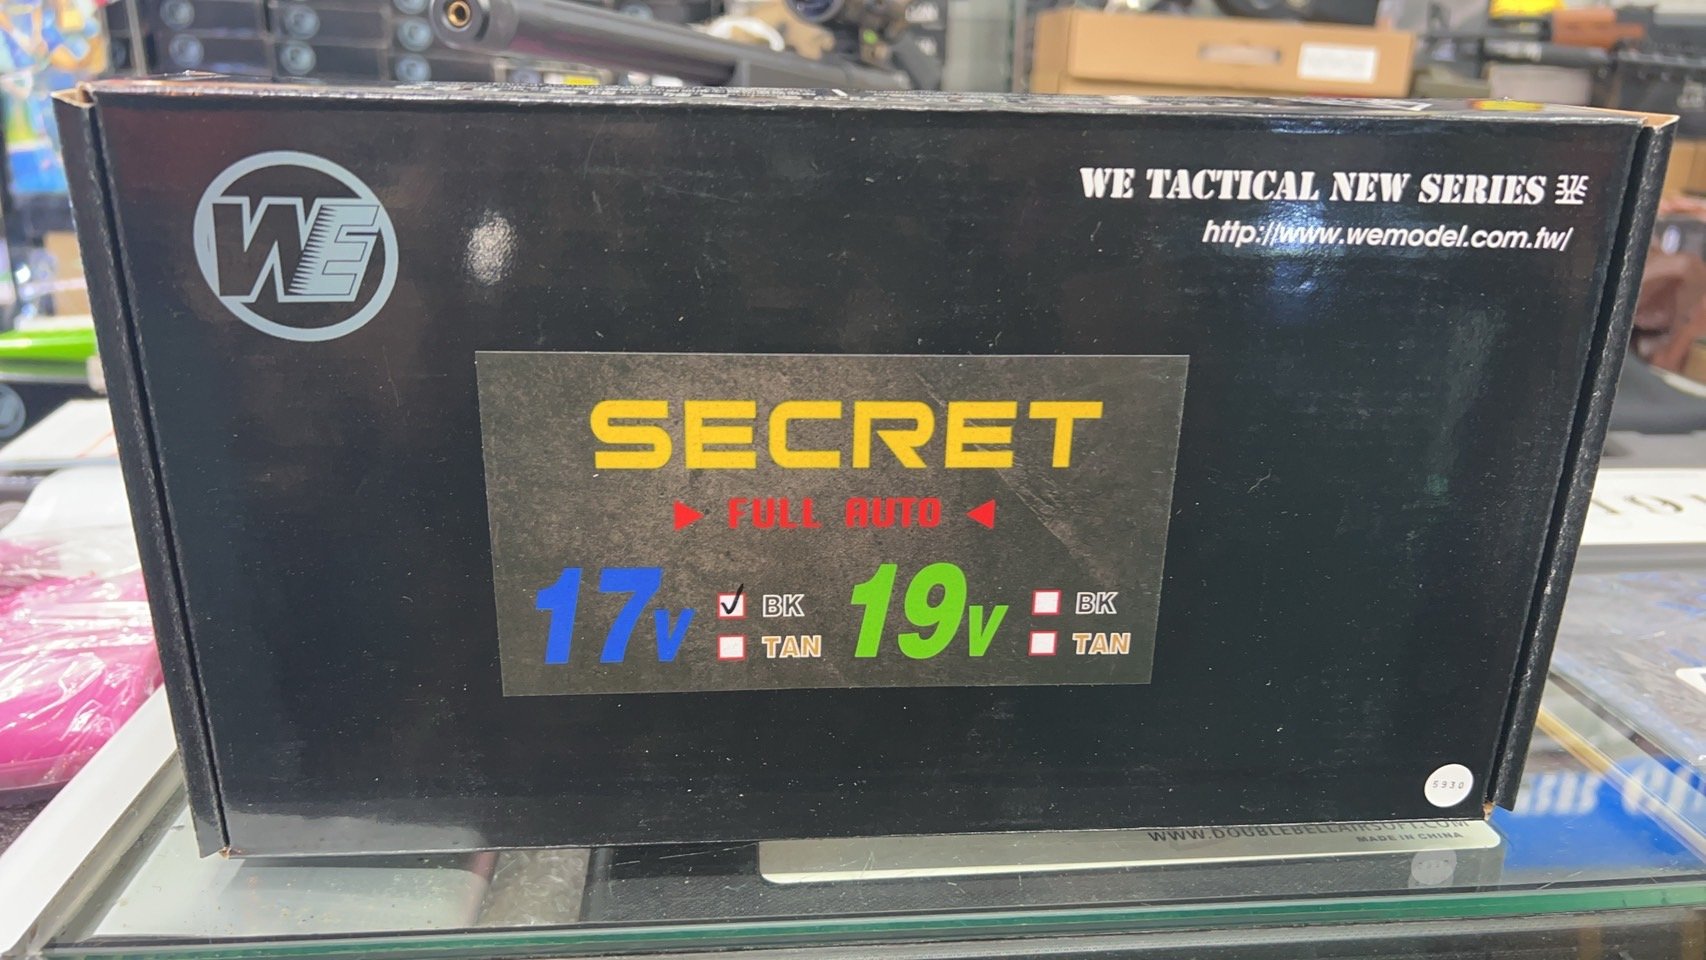 WE
WE TACTICAL NEW SERIES
http://www.wemodel.com.tw/
SECRET
FULL AUTO
17v BK 19v BK
TAN TAN
5930
WWW.DOUBLEBELLAIRSOFT.COM
MADE IN CHINA